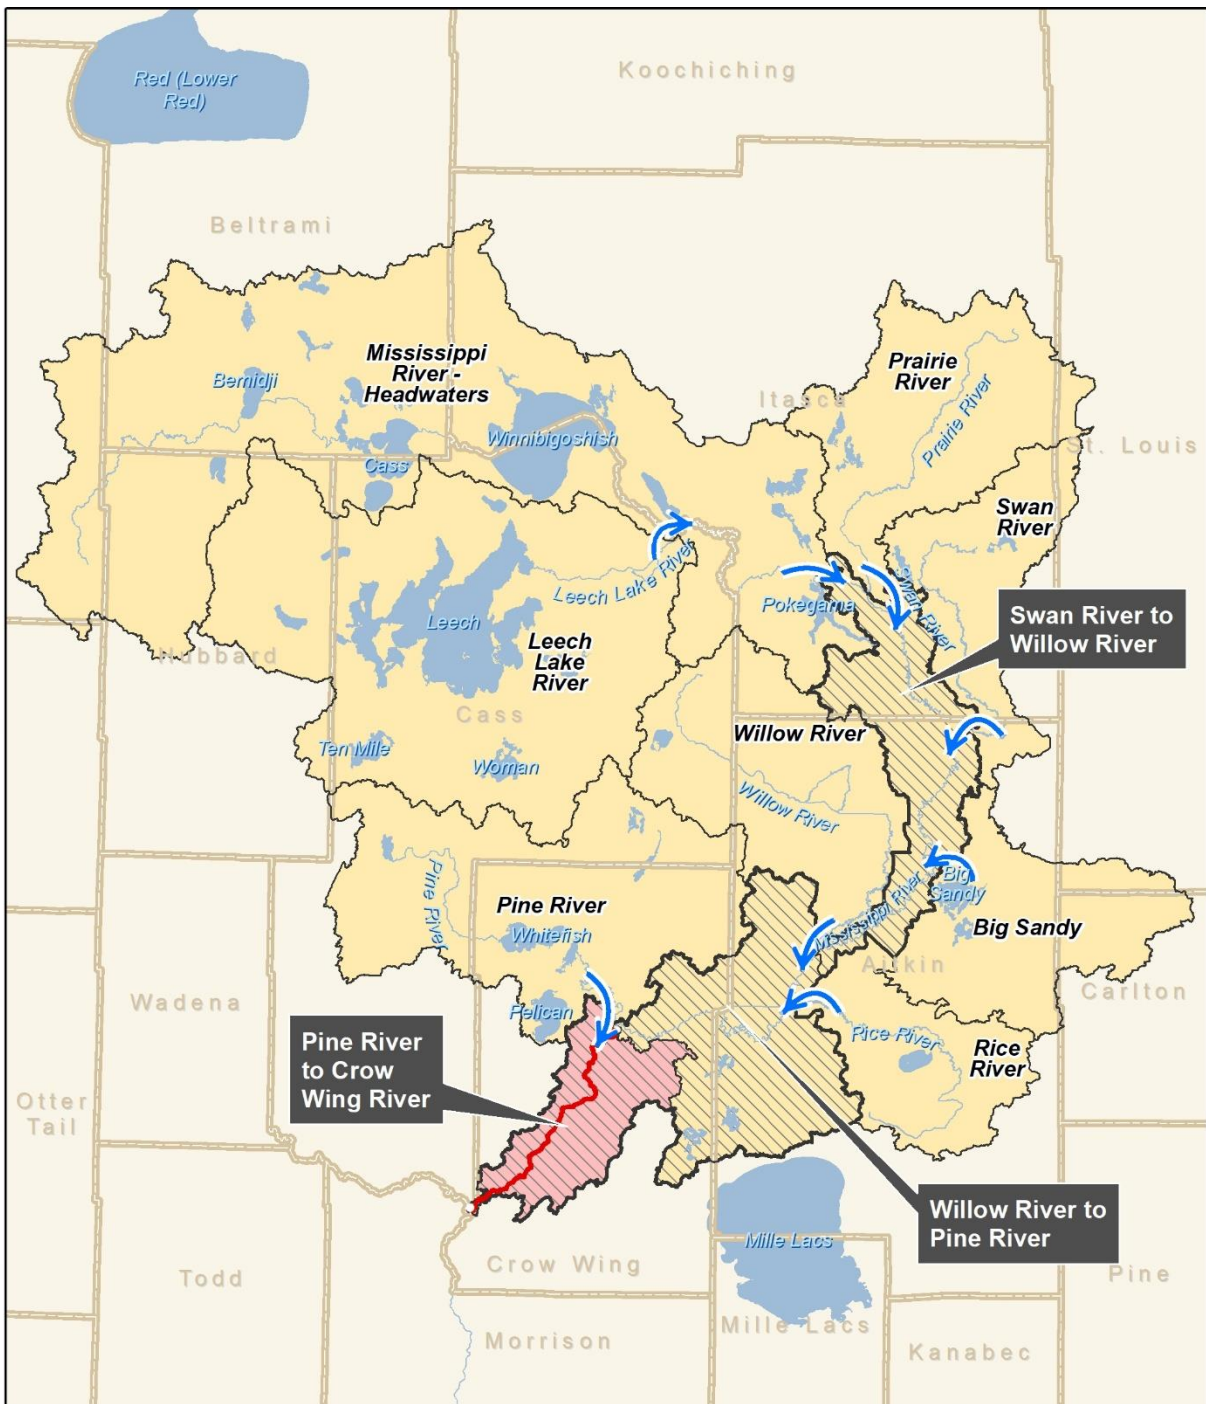 Red (Lower
Red)
Koochiching
Beltrami
Mississippi
River -
Headwaters
Prairie
River
Bemidji
Itasca
Prairie River
Winnibigoshish
St. Louis
Cass
Swan
River
Leech Lake River
Pokegama
Swan River
Leech
Swan River to
Willow River
Leech
Lake
River
Hubbard
Cass
Willow River
Ten Mile
Woman
Willow River
Pine River
Big
Sandy
Pine River
Whitefish
Mississippi River
Big Sandy
Aitkin
Wadena
Carlton
Pelican
Rice River
Pine River
to Crow
Wing River
Rice
River
Otter
Tail
Willow River to
Pine River
Mille Lacs
Crow Wing
Todd
Pine
Morrison
Mille Lacs
Kanabec